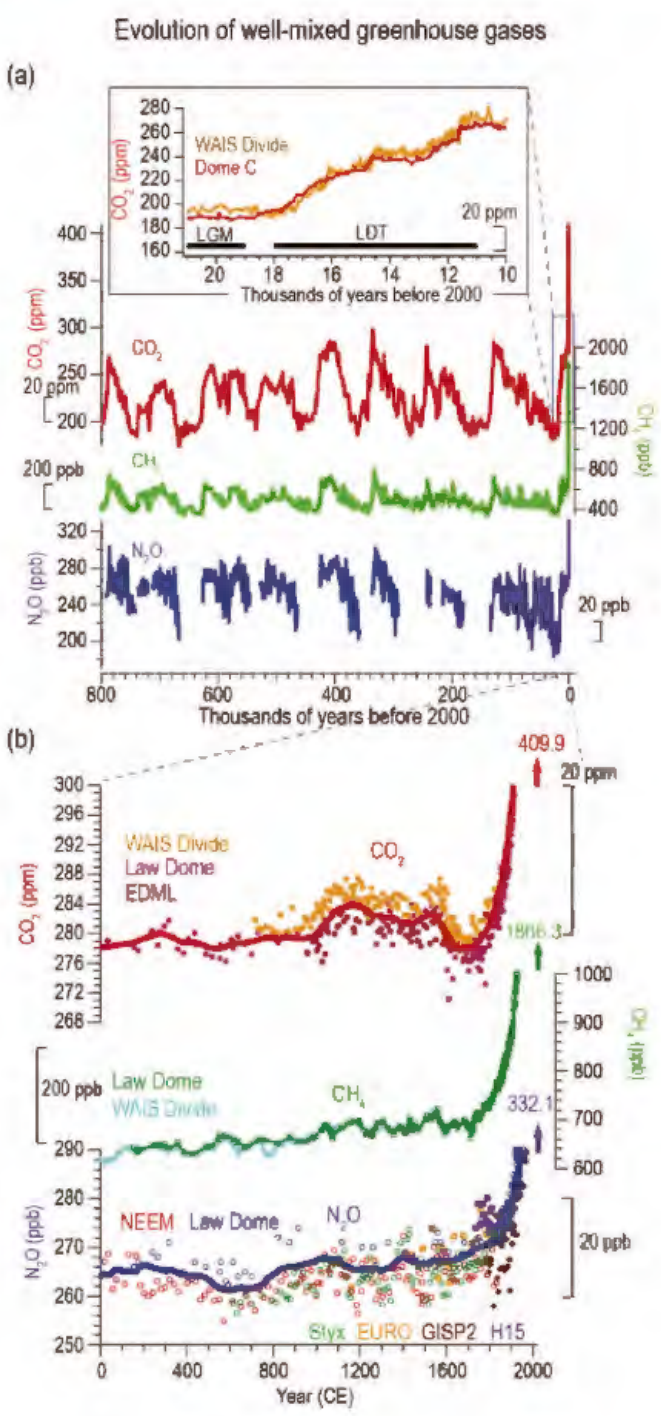 Evolution of well-mixed greenhouse gases
(a)
280
260
240
220
200
180
160
CO₂ (ppm)
WAIS Divide
Dome C
20 ppm
LGM
LDT
20 18 16 14 12 10
Thousands of years before 2000
400
350
300
250
200
CO₂ (ppm)
20 ppm
CO₂
2000
1600
1200
800
400
CH₄ (ppb)
200 ppb
CH
320
280
240
200
N₂O (ppb)
N₂O
20 ppb
800 600 400 200 0
Thousands of years before 2000
(b)
409.9
20 ppm
300
296
292
288
284
280
276
272
268
CO₂ (ppm)
WAIS Divide
Law Dome
EDML
CO₂
1866.3
1000
900
800
700
600
CH₄ (ppb)
200 ppb
Law Dome
WAIS Divide
CH₄
332.1
290
280
270
260
250
N₂O (ppb)
NEEM Law Dome N₂O
20 ppb
Styx EURO GISP2 H15
0 400 800 1200 1600 2000
Year (CE)